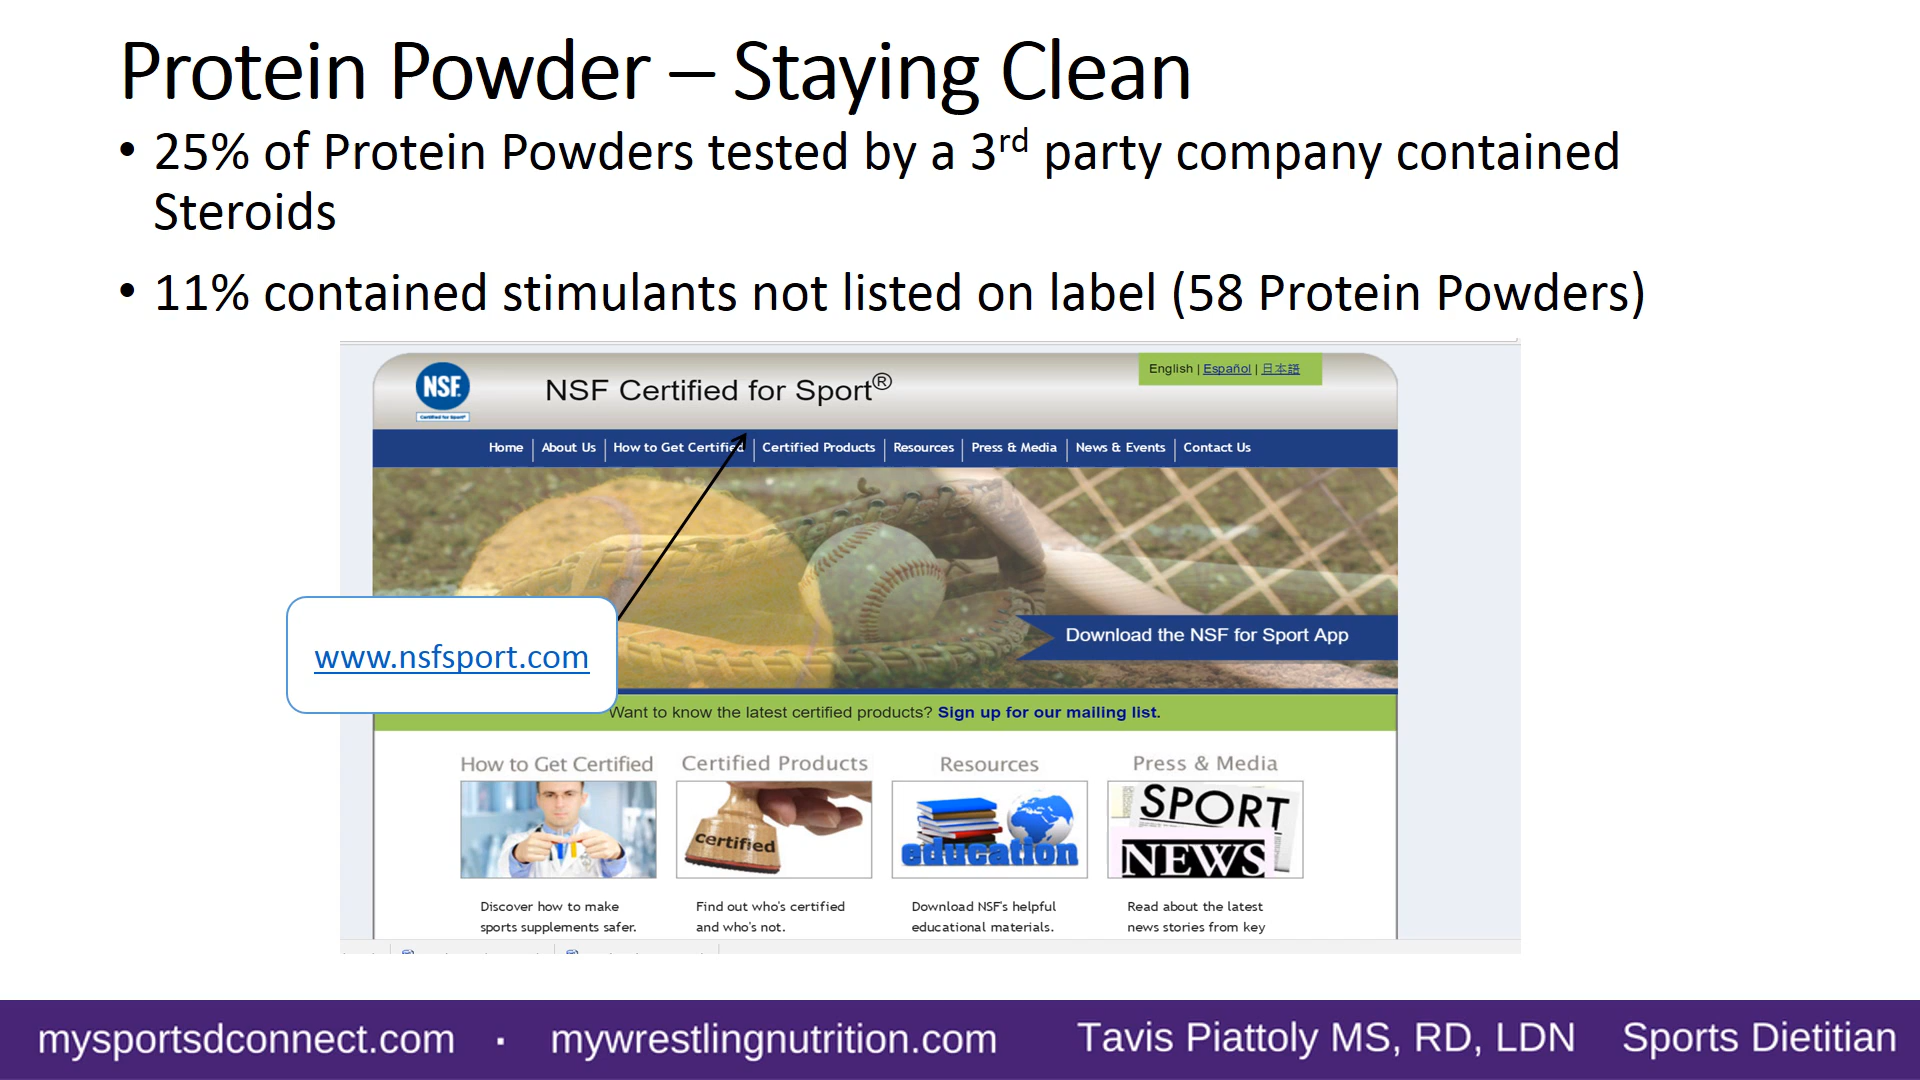 Protein Powder – Staying Clean
• 25% of Protein Powders tested by a 3rd party company contained
Steroids
• 11% contained stimulants not listed on label (58 Protein Powders)
English | Español | 日本語
NSF
Certified for Sport®
NSF Certified for Sport®
Home | About Us | How to Get Certified | Certified Products | Resources | Press & Media | News & Events | Contact Us
Download the NSF for Sport App
www.nsfsport.com
Want to know the latest certified products? Sign up for our mailing list.
How to Get Certified
Certified Products
Resources
Press & Media
certified
education
SPORT
NEWS
Discover how to make
sports supplements safer.
Find out who's certified
and who's not.
Download NSF's helpful
educational materials.
Read about the latest
news stories from key
mysportsdconnect.com · mywrestlingnutrition.com Tavis Piattoly MS, RD, LDN Sports Dietitian